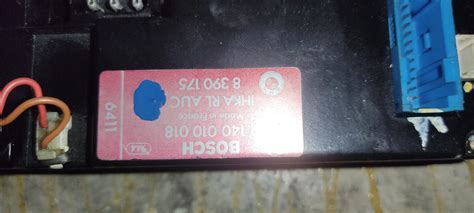 BOSCH
1 140 010 018
Made in France
IHKA RL AUC
8 390 175
6411